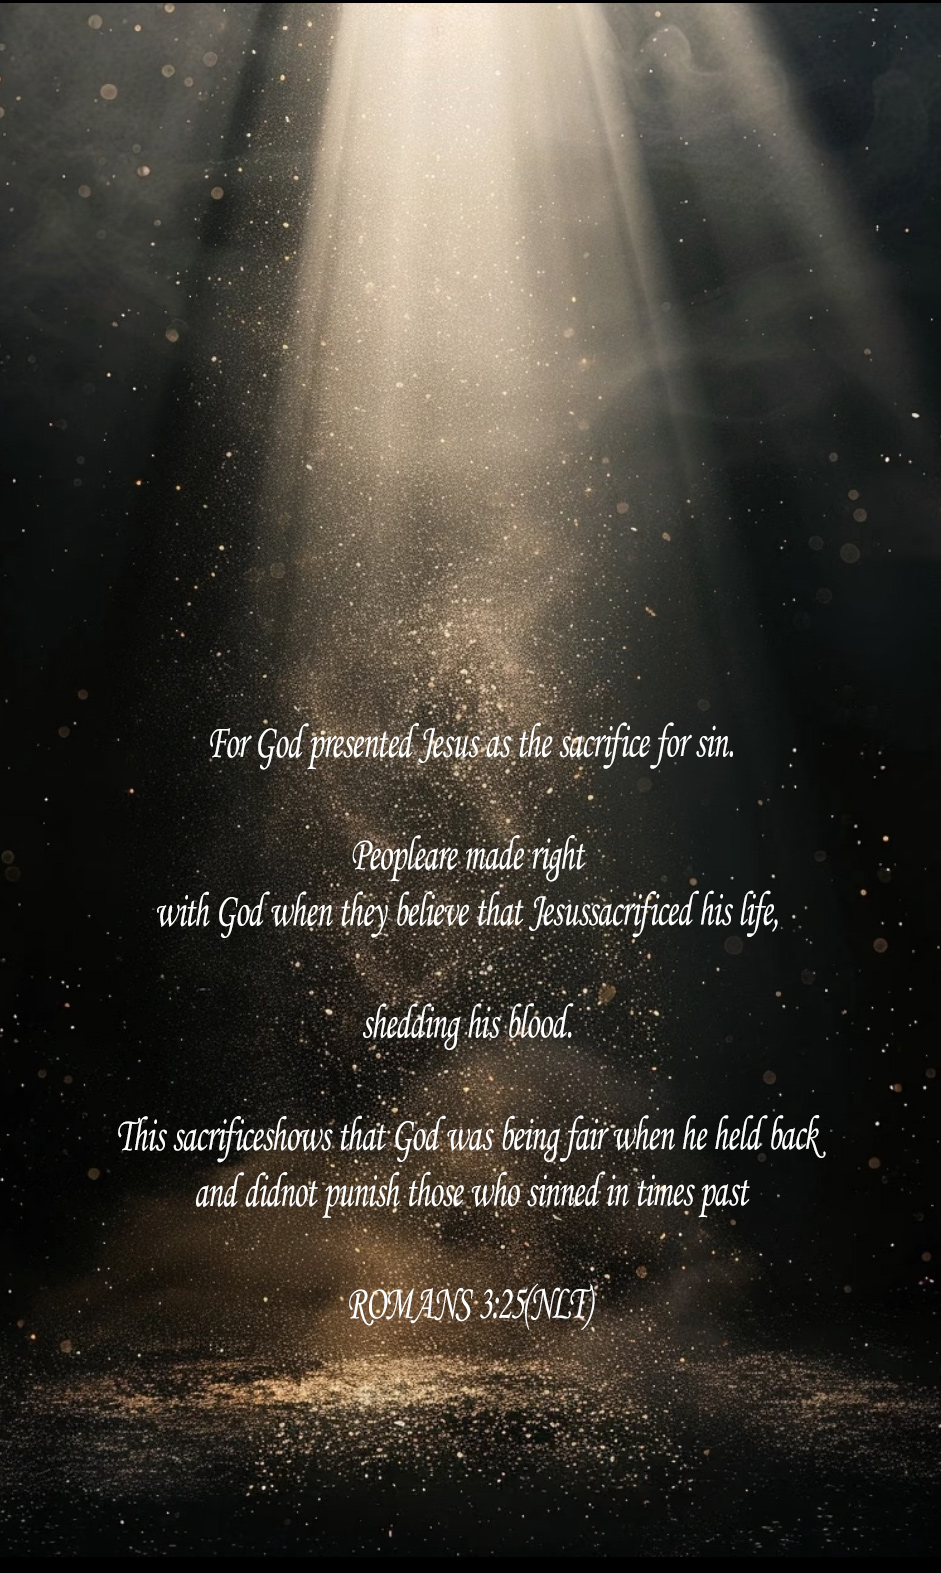 For God presented Jesus as the sacrifice for sin.
Peopleare made right
with God when they believe that Jesussacrificed his life,
shedding his blood.
This sacrificeshows that God was being fair when he held back
and didnot punish those who sinned in times past
ROMANS 3:25(NLT)